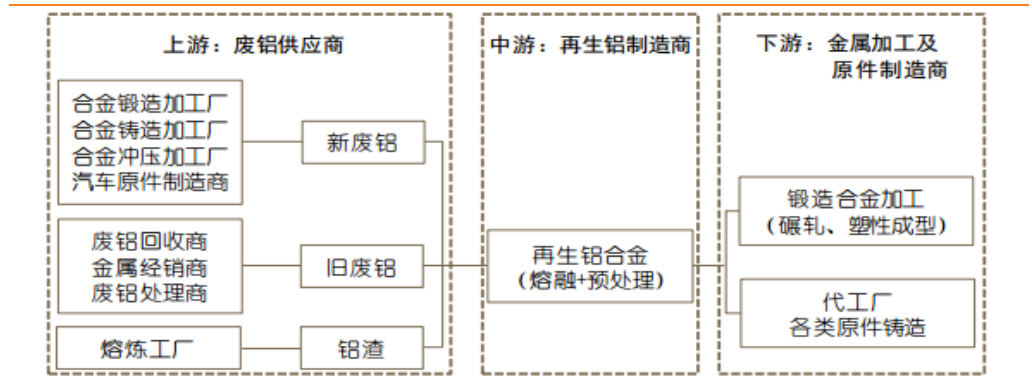 上游：废铝供应商
合金锻造加工厂
合金铸造加工厂
合金冲压加工厂
汽车原件制造商
新废铝
废铝回收商
金属经销商
废铝处理商
旧废铝
熔炼工厂
铝渣
中游：再生铝制造商
再生铝合金
(熔融+预处理)
下游：金属加工及
原件制造商
锻造合金加工
(碾轧、塑性成型)
代工厂
各类原件铸造